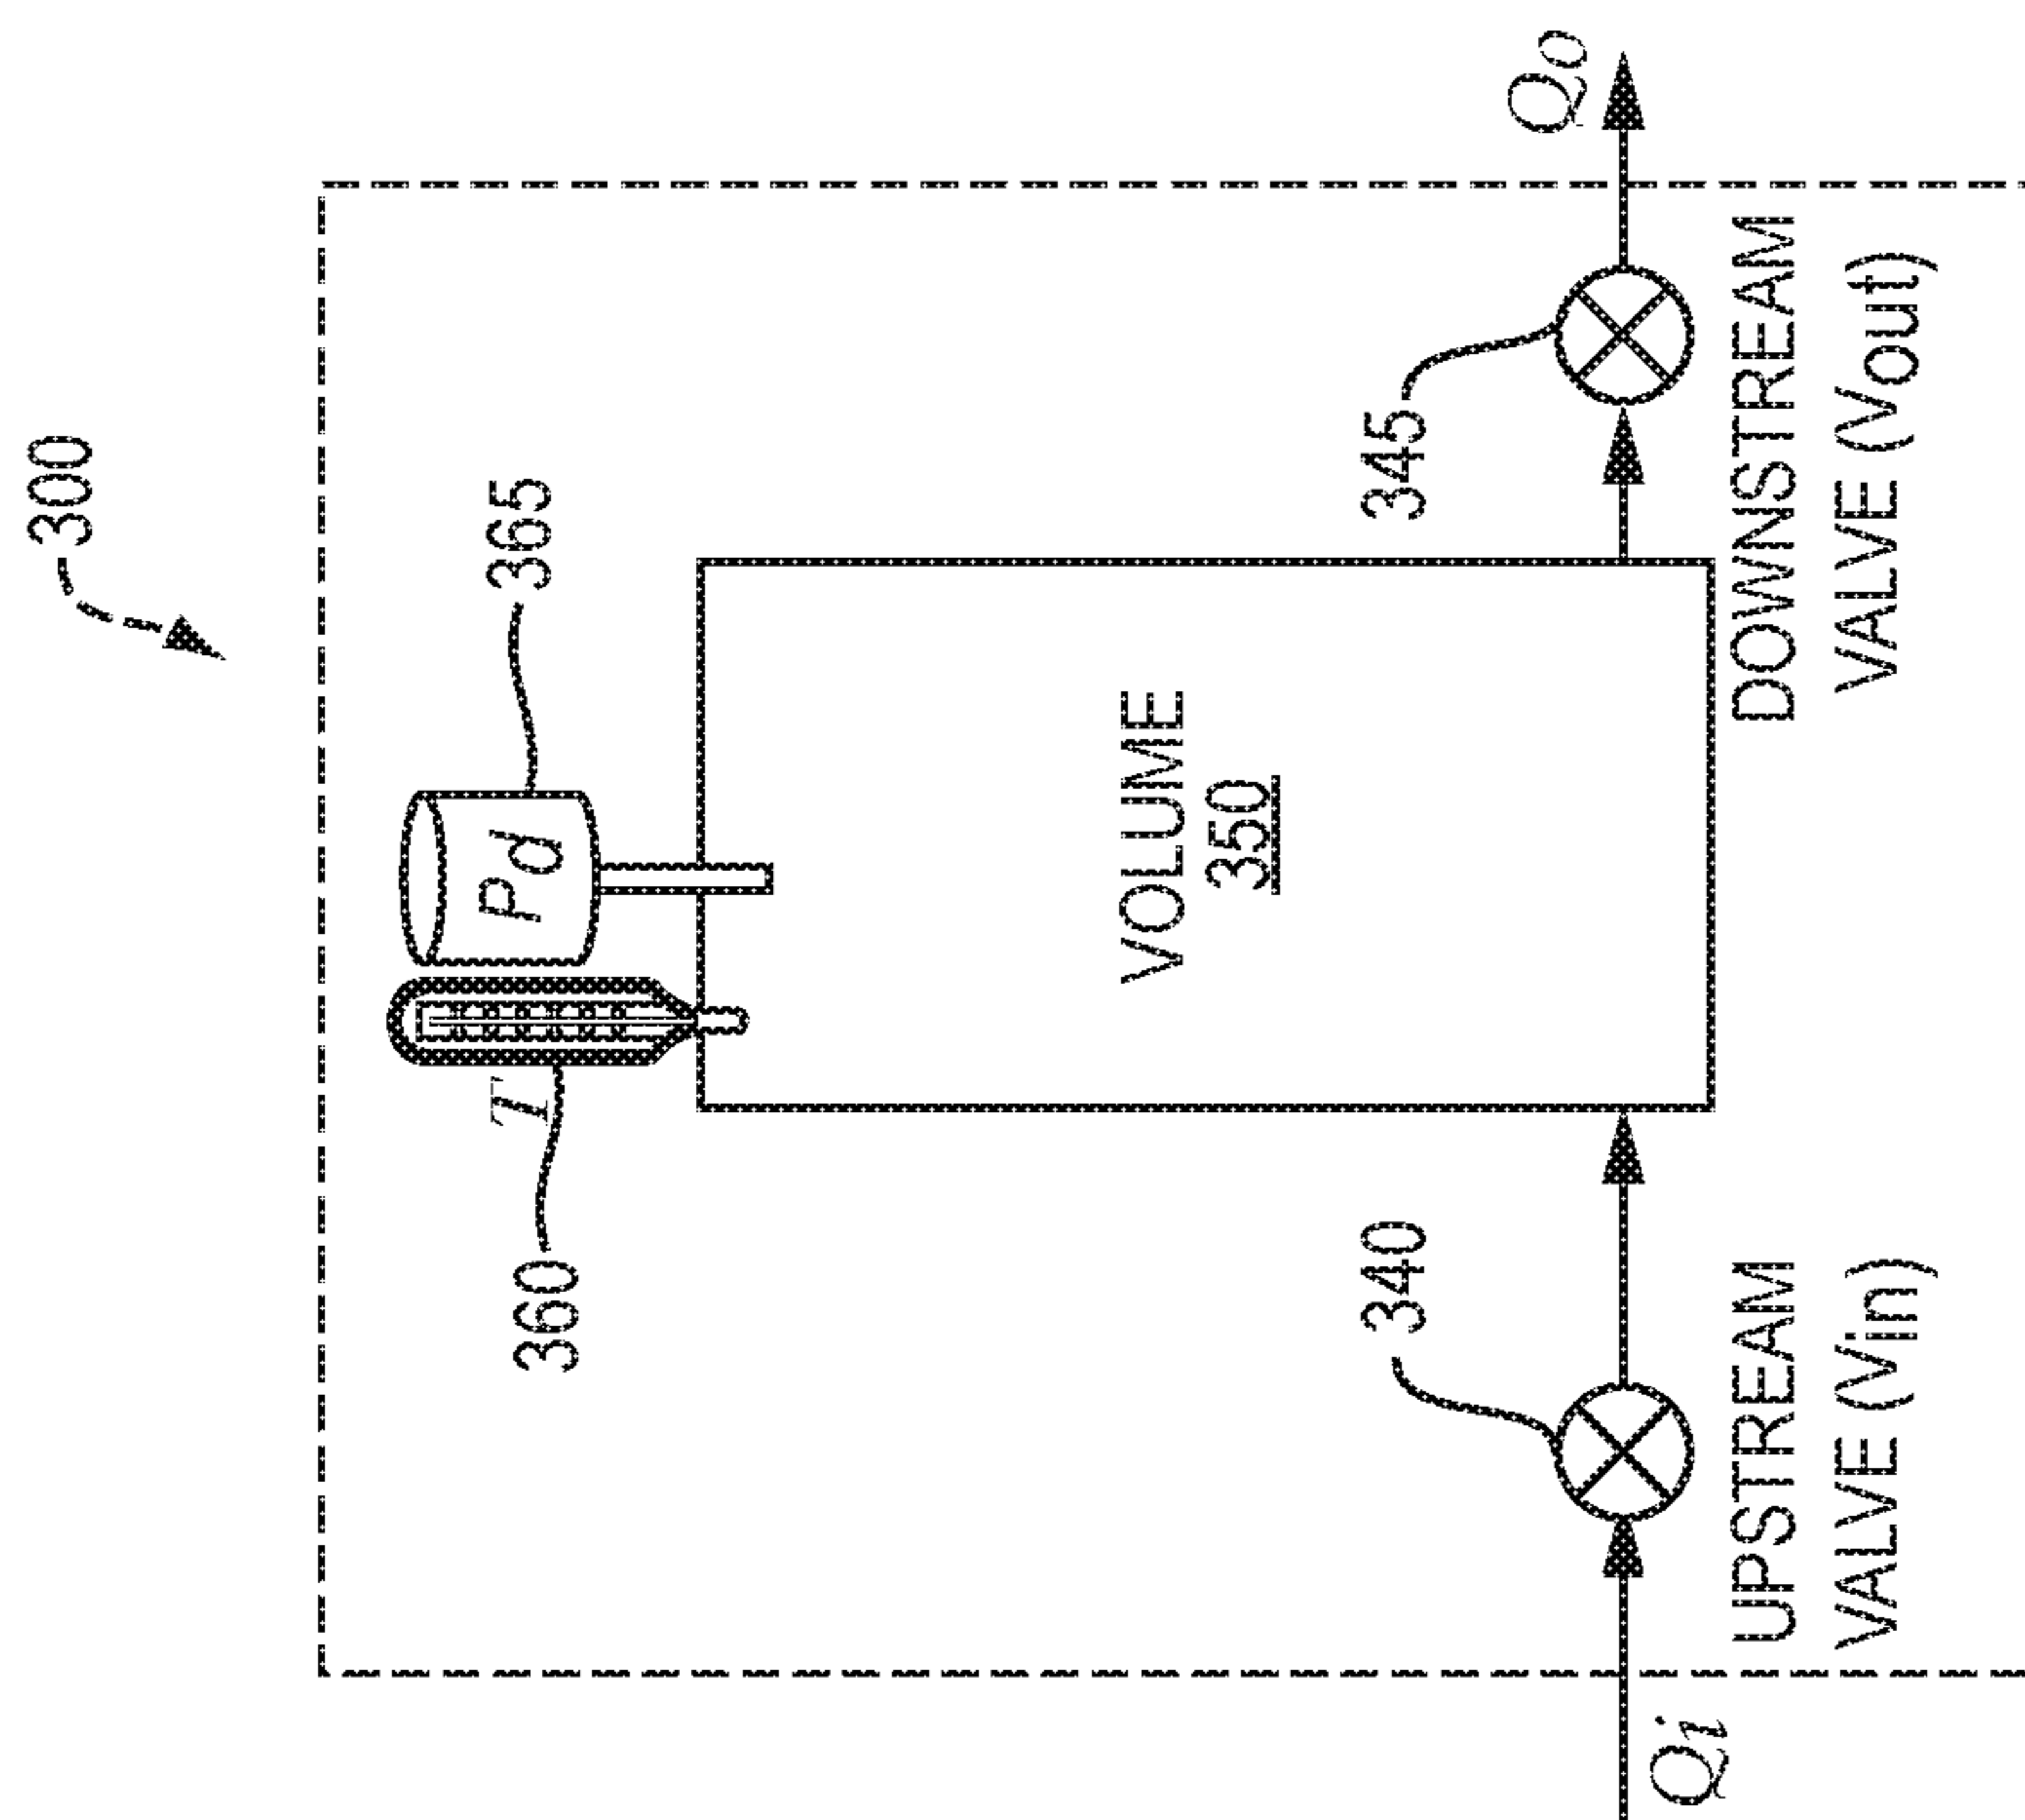 300
365
Pd
T
360
VOLUME
350
345
340
Qo
Qi
UPSTREAM
VALVE (Vin)
DOWNSTREAM
VALVE (Vout)